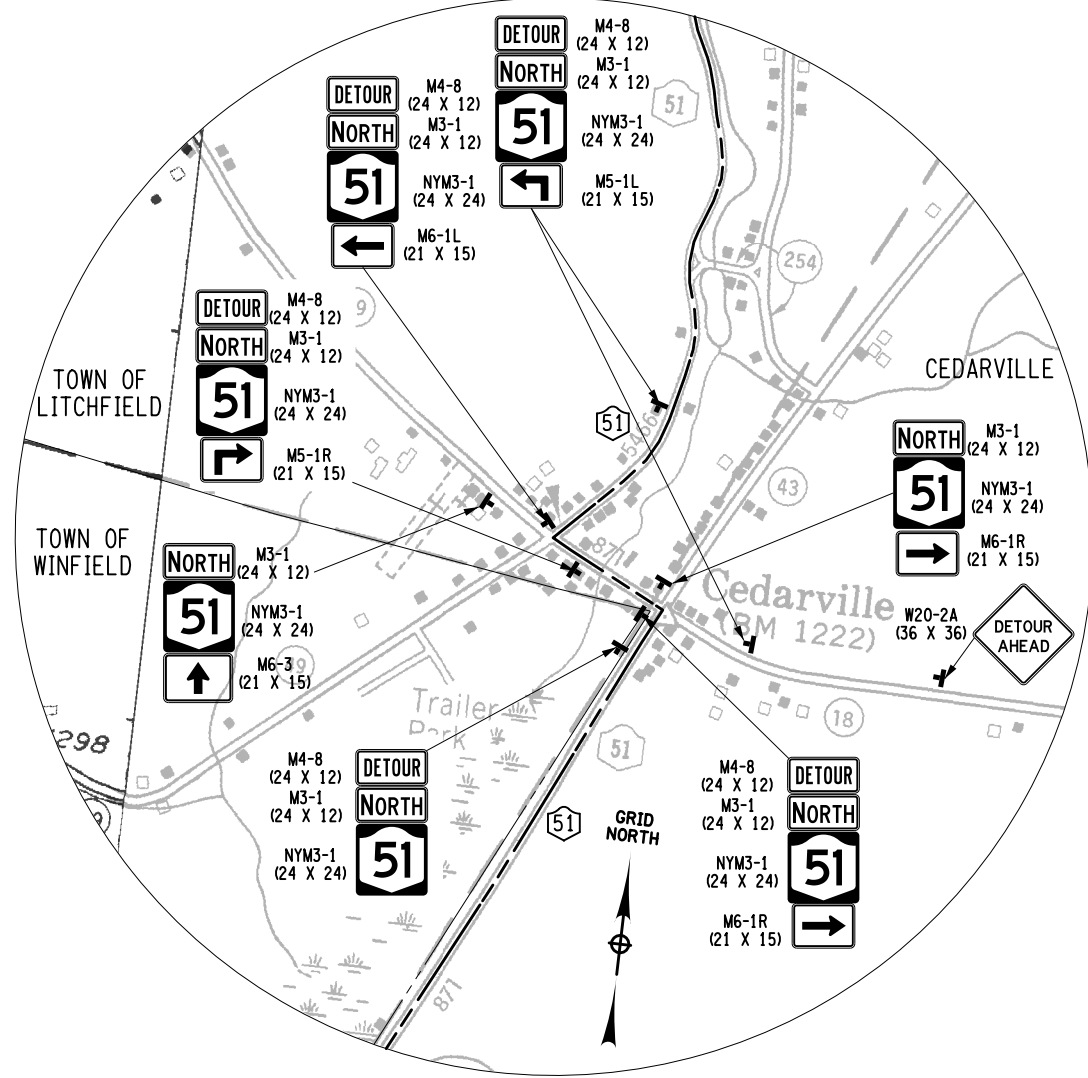 DETOUR M4-8
(24 X 12)
NORTH M3-1
(24 X 12)
51 NYM3-1
(24 X 24)
M5-1L
(21 X 15)
DETOUR M4-8
(24 X 12)
NORTH M3-1
(24 X 12)
51 NYM3-1
(24 X 24)
M6-1L
(21 X 15)
51
254
DETOUR M4-8
(24 X 12)
NORTH M3-1
(24 X 12)
51 NYM3-1
(24 X 24)
M5-1R
(21 X 15)
9
TOWN OF
LITCHFIELD
CEDARVILLE
51
NORTH M3-1
(24 X 12)
51 NYM3-1
(24 X 24)
M6-1R
(21 X 15)
43
TOWN OF
WINFIELD
NORTH M3-1
(24 X 12)
51 NYM3-1
(24 X 24)
M6-3
(21 X 15)
871
Cedarville
(BM 1222)
W20-2A
(36 X 36)
DETOUR
AHEAD
Trailer
Park
18
51
1298
M4-8
(24 X 12) DETOUR
M3-1
(24 X 12) NORTH
NYM3-1
(24 X 24) 51
51
GRID
NORTH
M4-8
(24 X 12) DETOUR
M3-1
(24 X 12) NORTH
NYM3-1
(24 X 24) 51
M6-1R
(21 X 15)
871